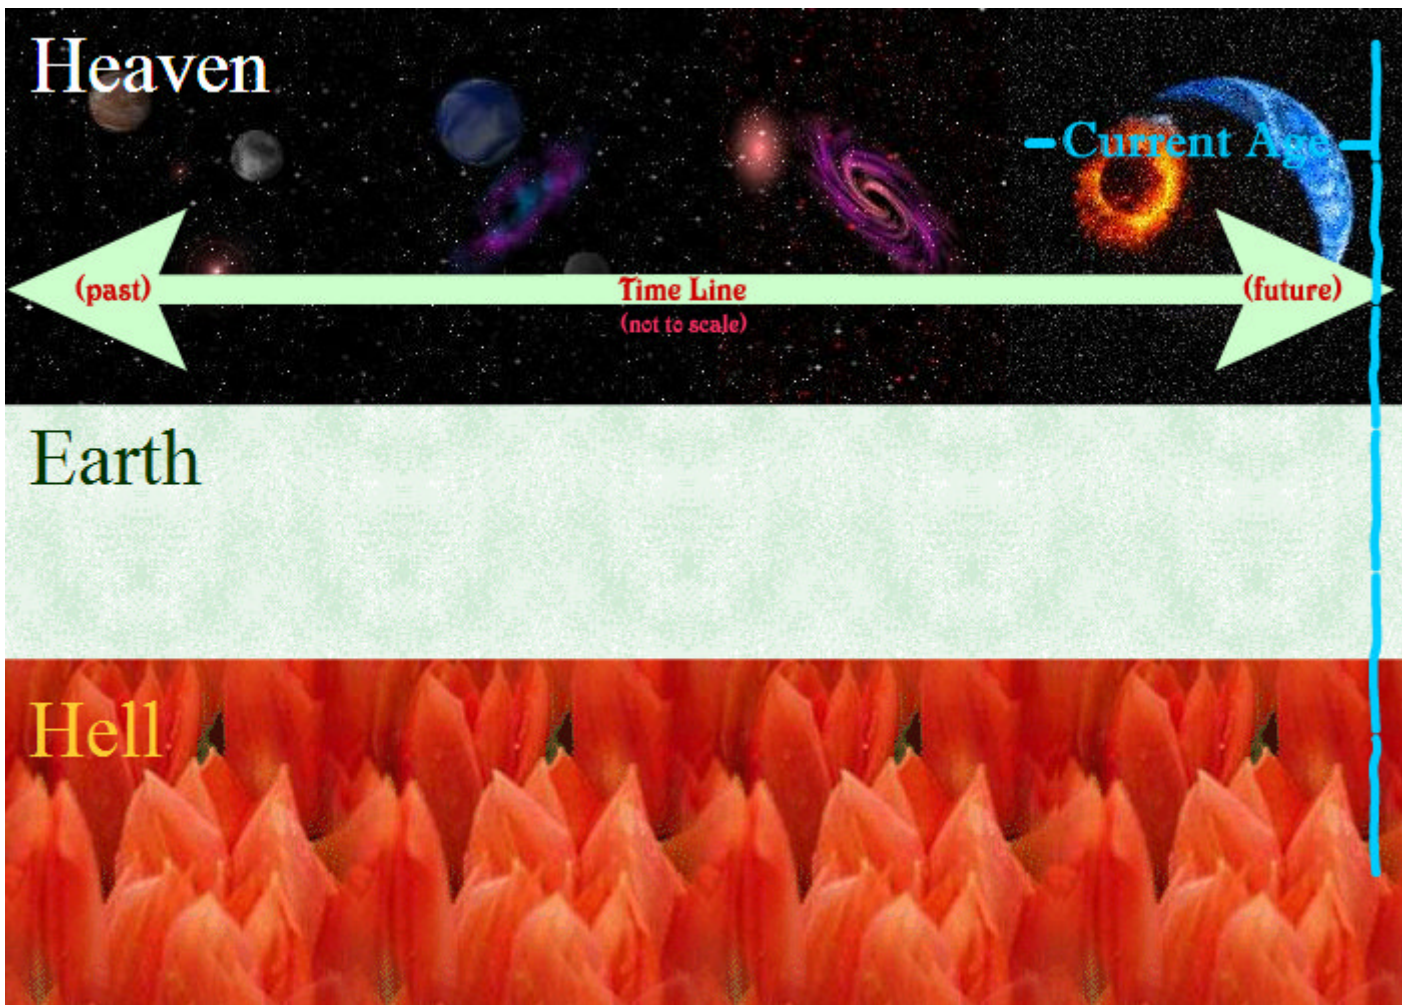 Heaven
Current Age
(past)
Time Line
(future)
(not to scale)
Earth
Hell